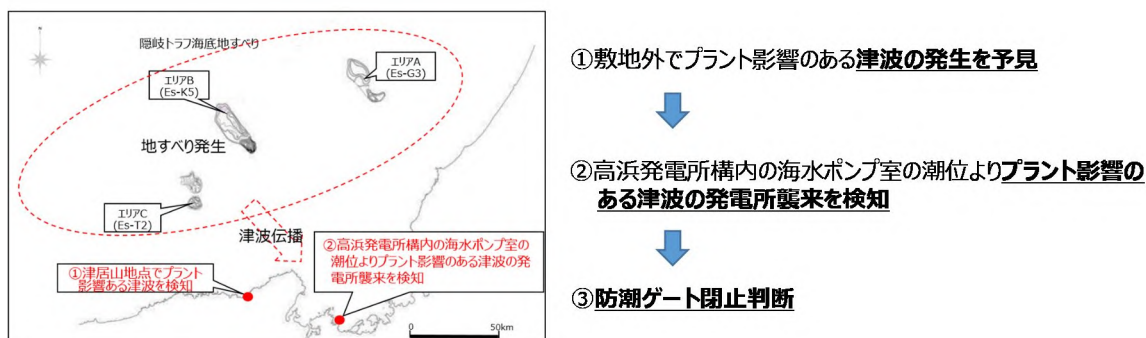 隠岐トラフ海底地すべり
エリアA
(Es-G3)
エリアB
(Es-K5)
地すべり発生
エリアC
(Es-T2)
津波伝播
①津居山地点でプラント
影響ある津波を検知
②高浜発電所構内の海水ポンプ室の
潮位よりプラント影響のある津波の発
電所襲来を検知
0
50km
①敷地外でプラント影響のある津波の発生を予見
②高浜発電所構内の海水ポンプ室の潮位よりプラント影響の
ある津波の発電所襲来を検知
③防潮ゲート閉止判断